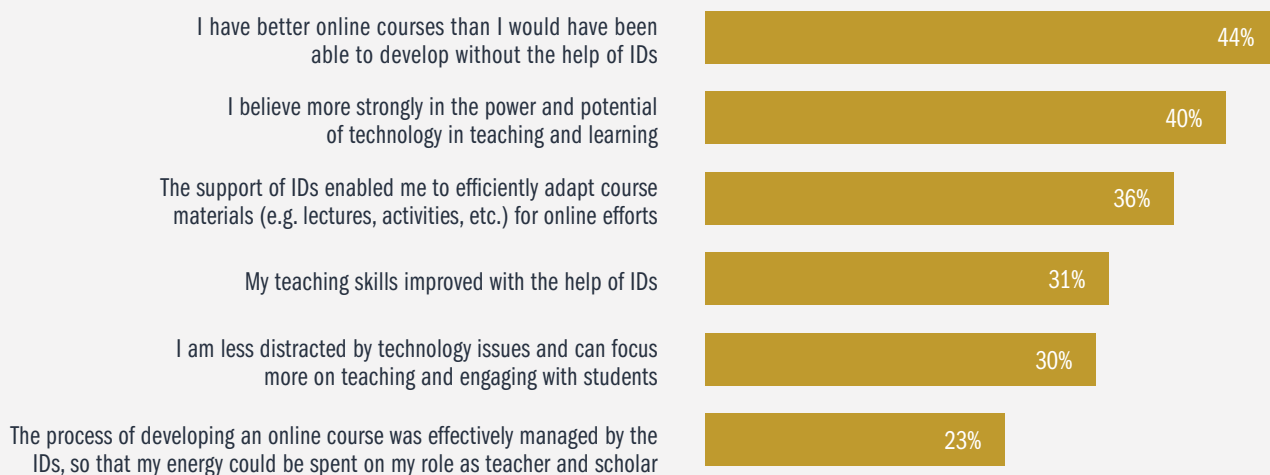 I have better online courses than I would have been
able to develop without the help of IDs
44%
I believe more strongly in the power and potential
of technology in teaching and learning
40%
The support of IDs enabled me to efficiently adapt course
materials (e.g. lectures, activities, etc.) for online efforts
36%
My teaching skills improved with the help of IDs
31%
I am less distracted by technology issues and can focus
more on teaching and engaging with students
30%
The process of developing an online course was effectively managed by the
IDs, so that my energy could be spent on my role as teacher and scholar
23%